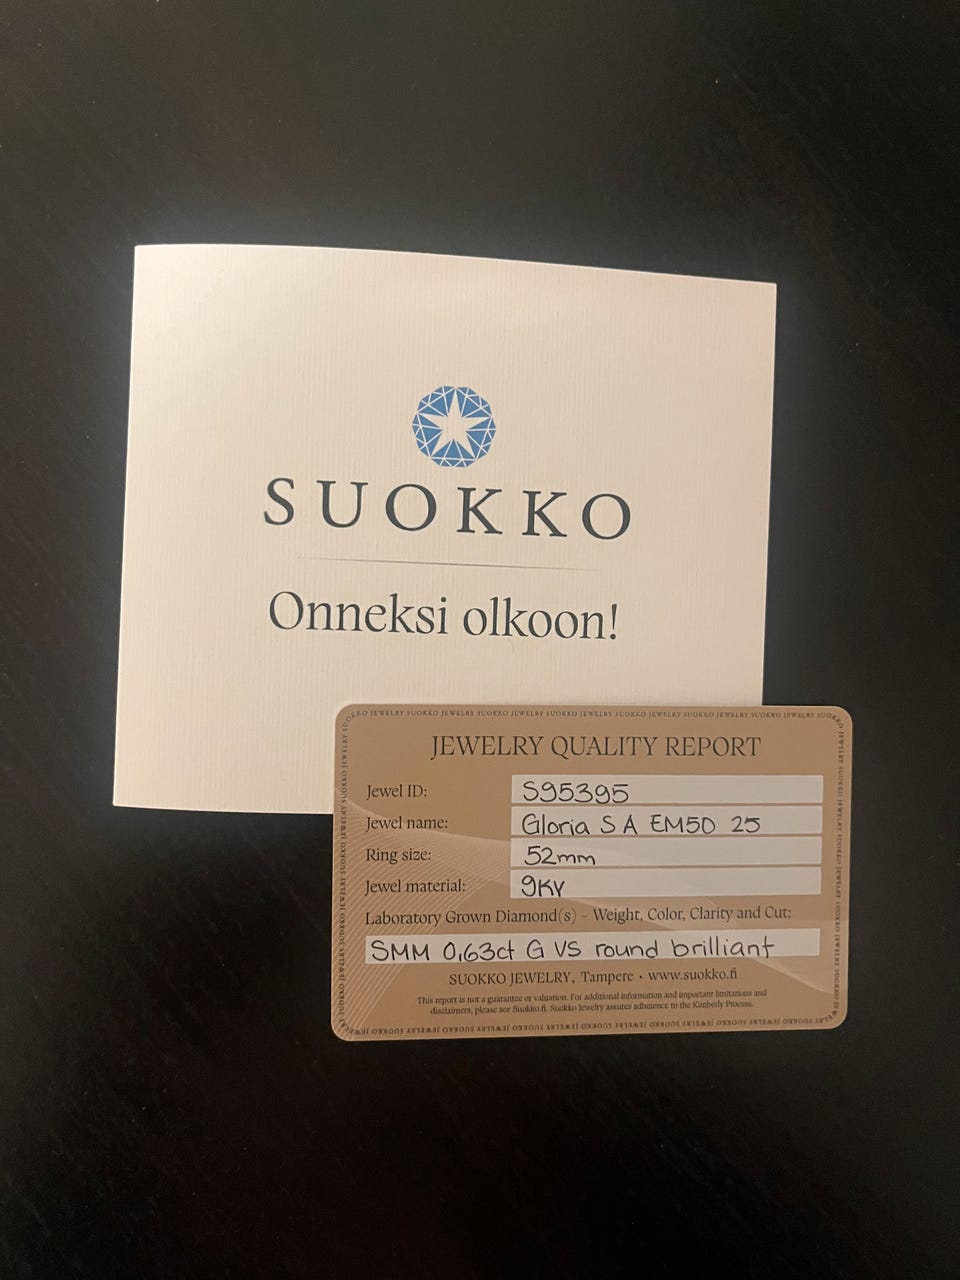 SUOKKO
Onneksi olkoon!
JEWELRY QUALITY REPORT
Jewel ID: S95395
Jewel name: Gloria S A EM50 25
Ring size: 52mm
Jewel material: 9KV
Laboratory Grown Diamond(s) – Weight, Color, Clarity and Cut:
SMM 0,63ct G VS round brilliant
SUOKKO JEWELRY, Tampere · www.suokko.fi
This report is not a guarantee or valuation. For additional information and important limitations and
disclaimers, please see Suokko.fi. Suokko Jewelry assures adherence to the Kimberly Process.